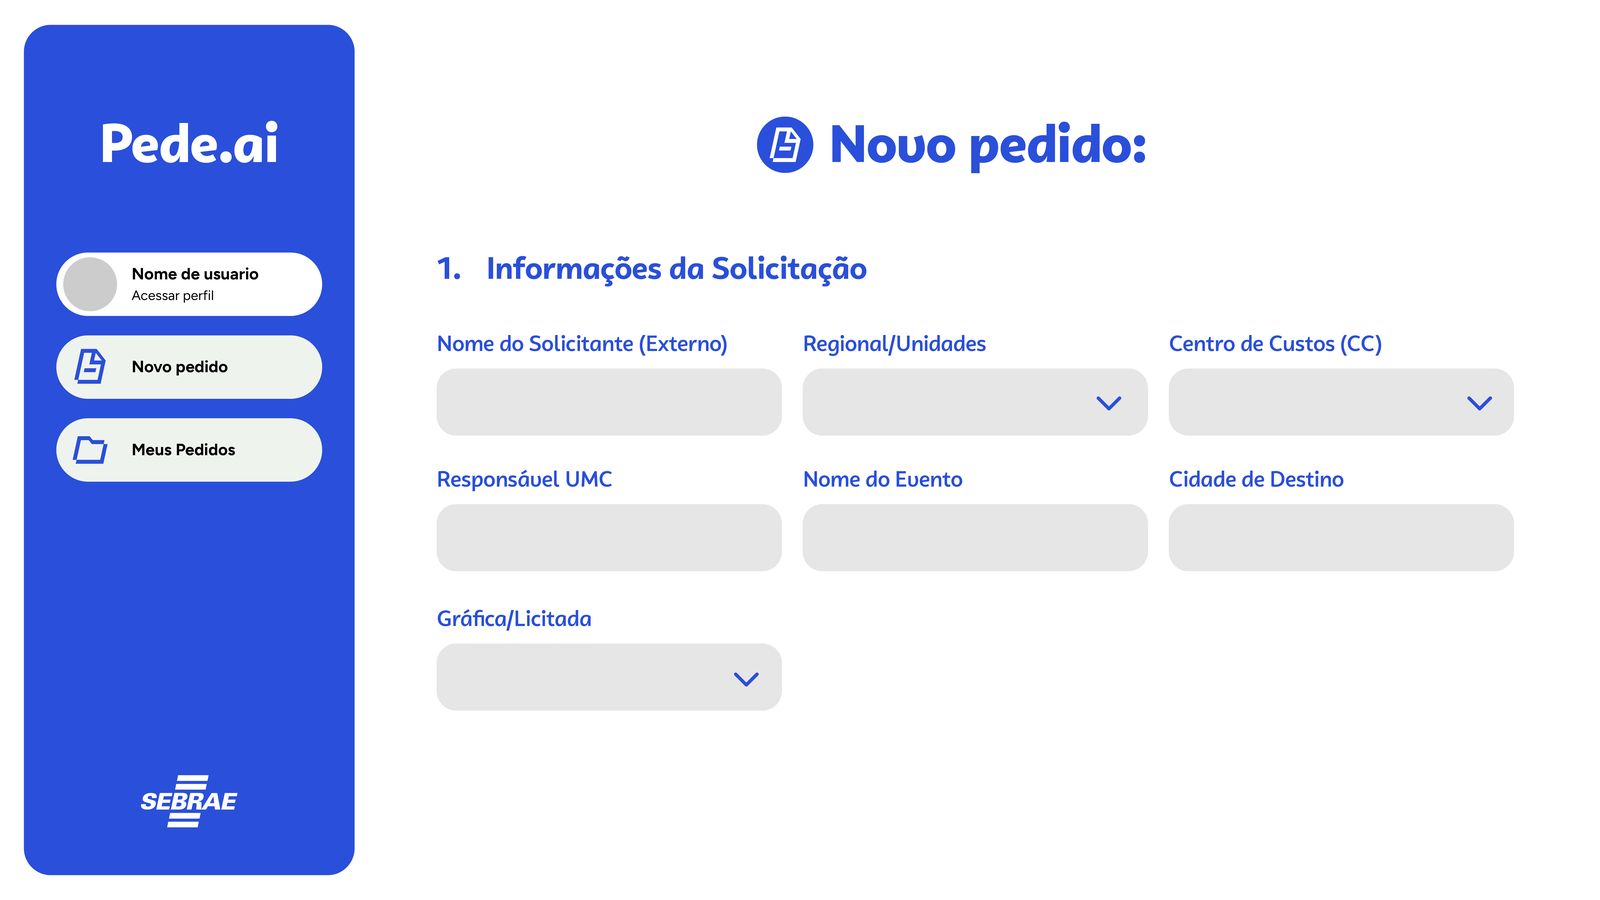 Pede.ai
Nome de usuario
Acessar perfil
Novo pedido
Meus Pedidos
SEBRAE
Novo pedido:
1. Informações da Solicitação
Nome do Solicitante (Externo)
Regional/Unidades
Centro de Custos (CC)
Responsável UMC
Nome do Evento
Cidade de Destino
Gráfica/Licitada